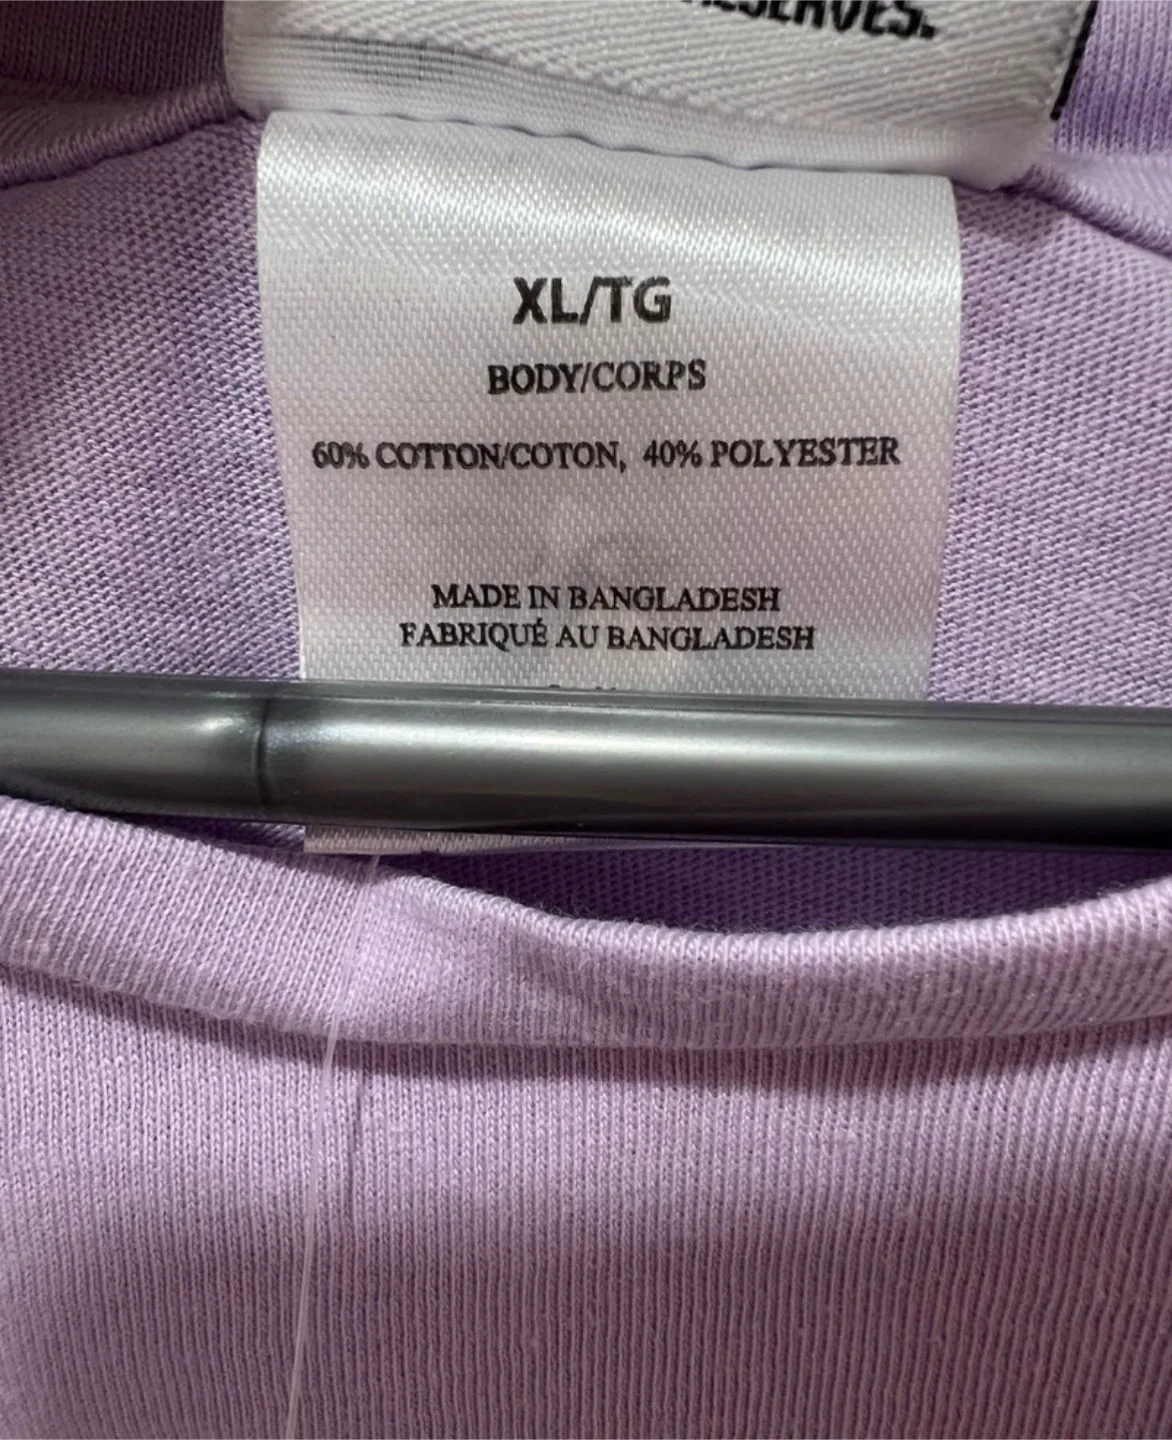 XL/TG
BODY/CORPS
60% COTTON/COTON, 40% POLYESTER
MADE IN BANGLADESH
FABRIQUÉ AU BANGLADESH